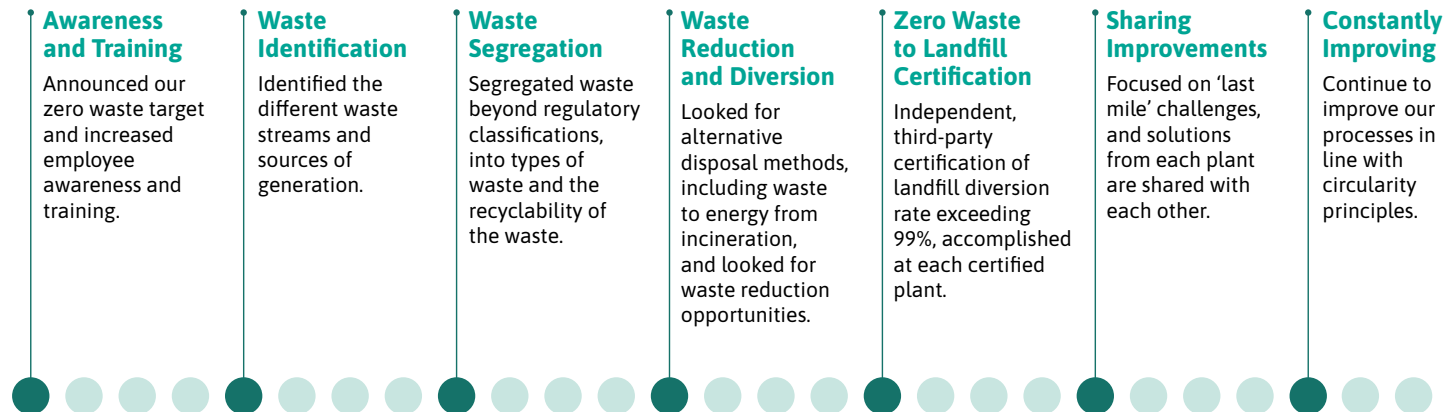 Awareness
and Training
Announced our
zero waste target
and increased
employee
awareness and
training.
Waste
Identification
Identified the
different waste
streams and
sources of
generation.
Waste
Segregation
Segregated waste
beyond regulatory
classifications,
into types of
waste and the
recyclability of
the waste.
Waste
Reduction
and Diversion
Looked for
alternative
disposal methods,
including waste
to energy from
incineration,
and looked for
waste reduction
opportunities.
Zero Waste
to Landfill
Certification
Independent,
third-party
certification of
landfill diversion
rate exceeding
99%, accomplished
at each certified
plant.
Sharing
Improvements
Focused on ‘last
mile’ challenges,
and solutions
from each plant
are shared with
each other.
Constantly
Improving
Continue to
improve our
processes in
line with
circularity
principles.